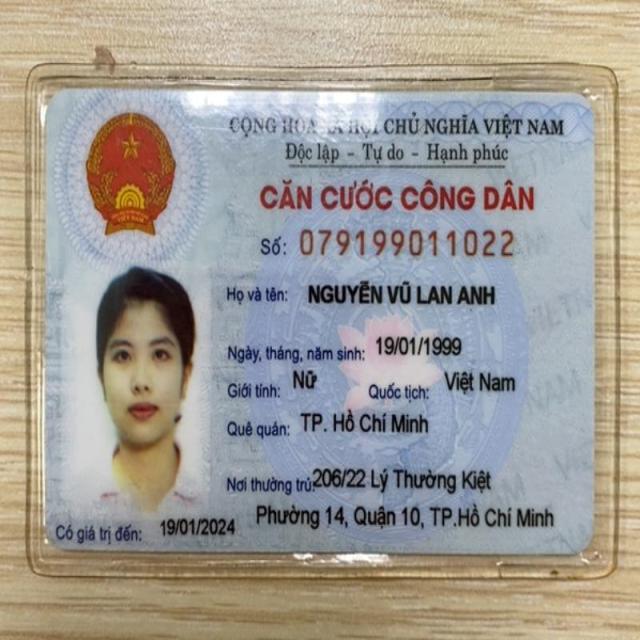 CỘNG HÒA XÃ HỘI CHỦ NGHĨA VIỆT NAM
Độc lập - Tự do - Hạnh phúc
CĂN CƯỚC CÔNG DÂN
Số: 079199011022
Họ và tên: NGUYỄN VŨ LAN ANH
Ngày, tháng, năm sinh: 19/01/1999
Giới tính: Nữ Quốc tịch: Việt Nam
Quê quán: TP. Hồ Chí Minh
Nơi thường trú: 206/22 Lý Thường Kiệt
Phường 14, Quận 10, TP.Hồ Chí Minh
Có giá trị đến: 19/01/2024